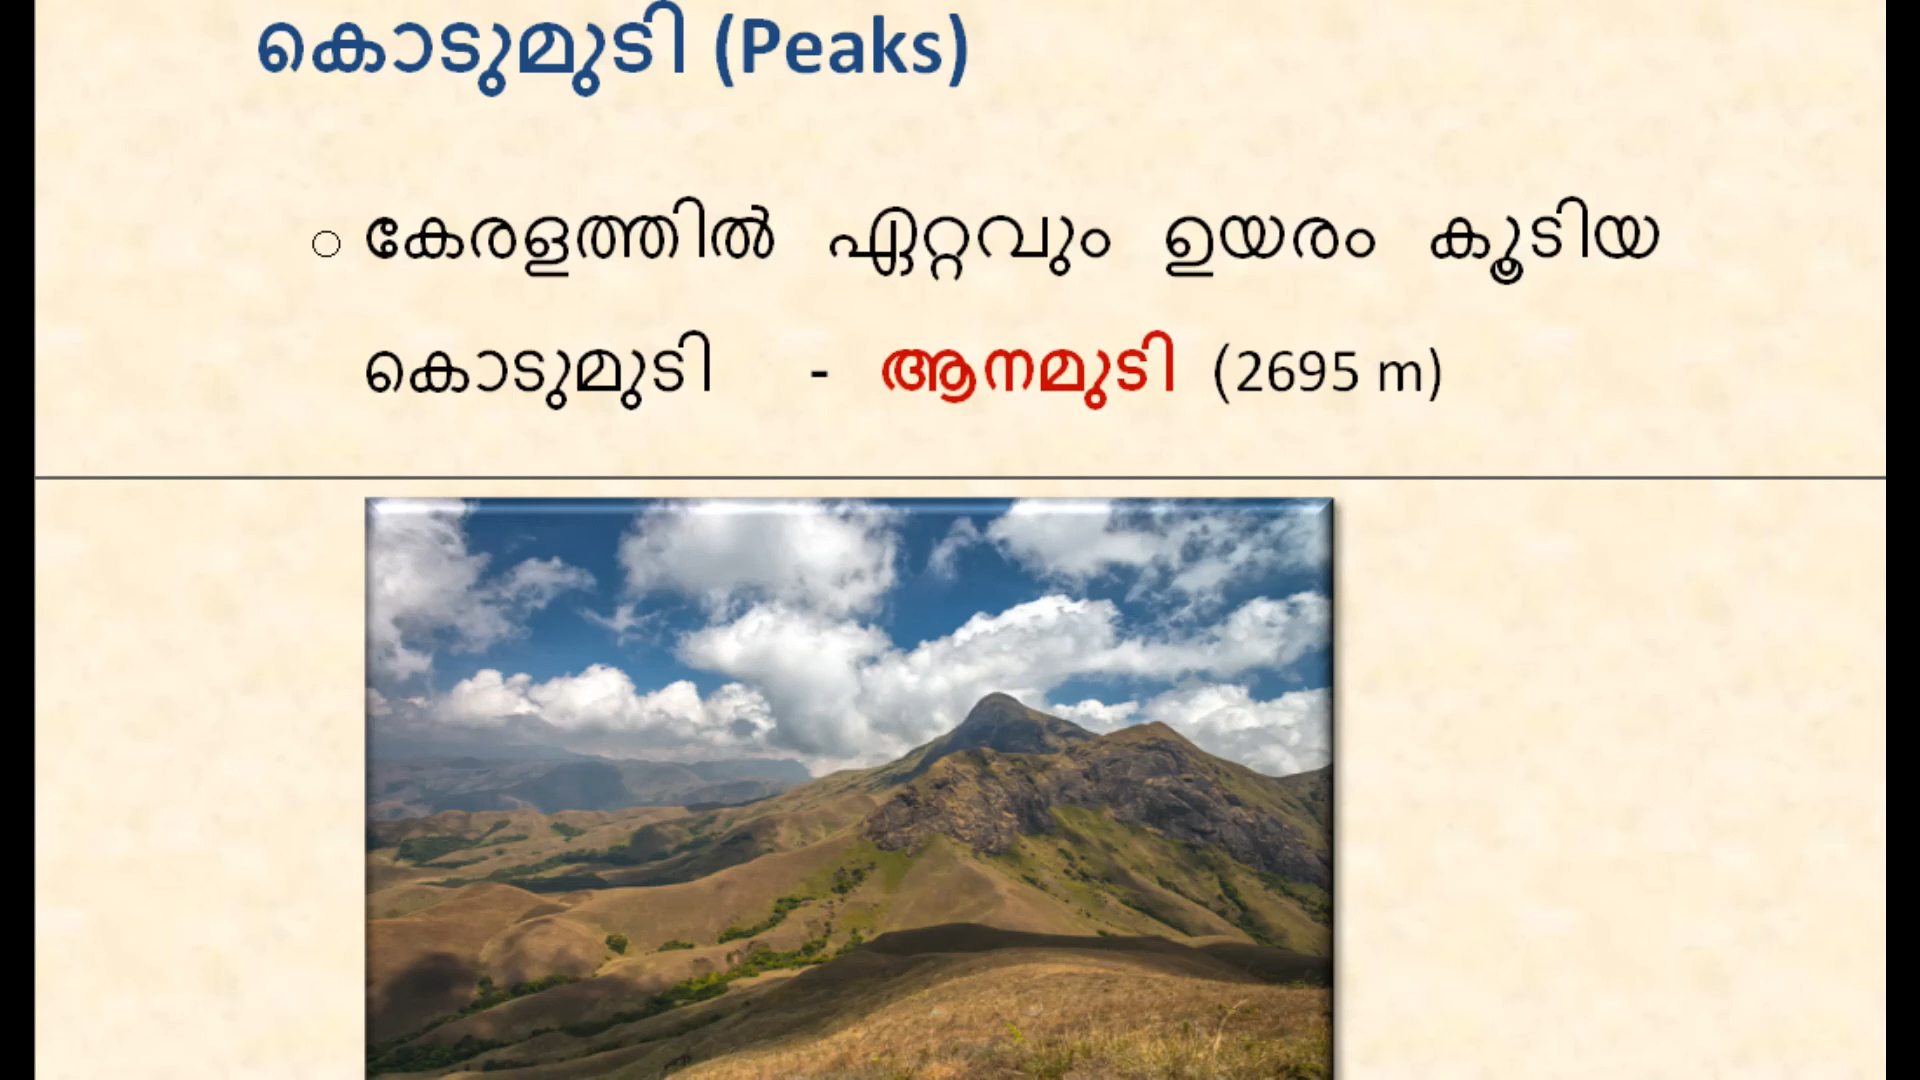 കൊടുമുടി (Peaks)
○ കേരളത്തിൽ ഏറ്റവും ഉയരം കൂടിയ
കൊടുമുടി - ആനമുടി (2695 m)